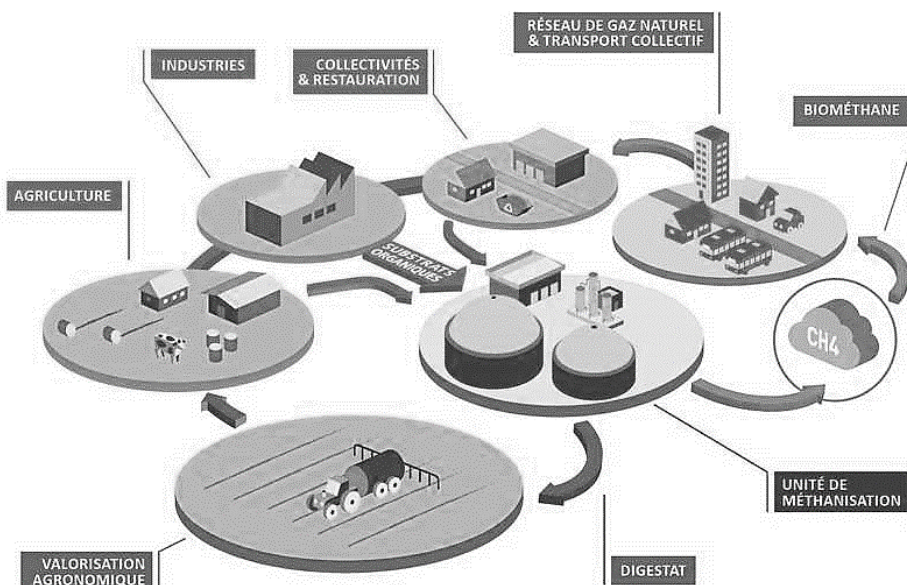 RÉSEAU DE GAZ NATUREL
& TRANSPORT COLLECTIF
INDUSTRIES
COLLECTIVITÉS
& RESTAURATION
BIOMÉTHANE
AGRICULTURE
SUBSTRATS
ORGANIQUES
CH4
UNITÉ DE
MÉTHANISATION
VALORISATION
AGRONOMIQUE
DIGESTAT